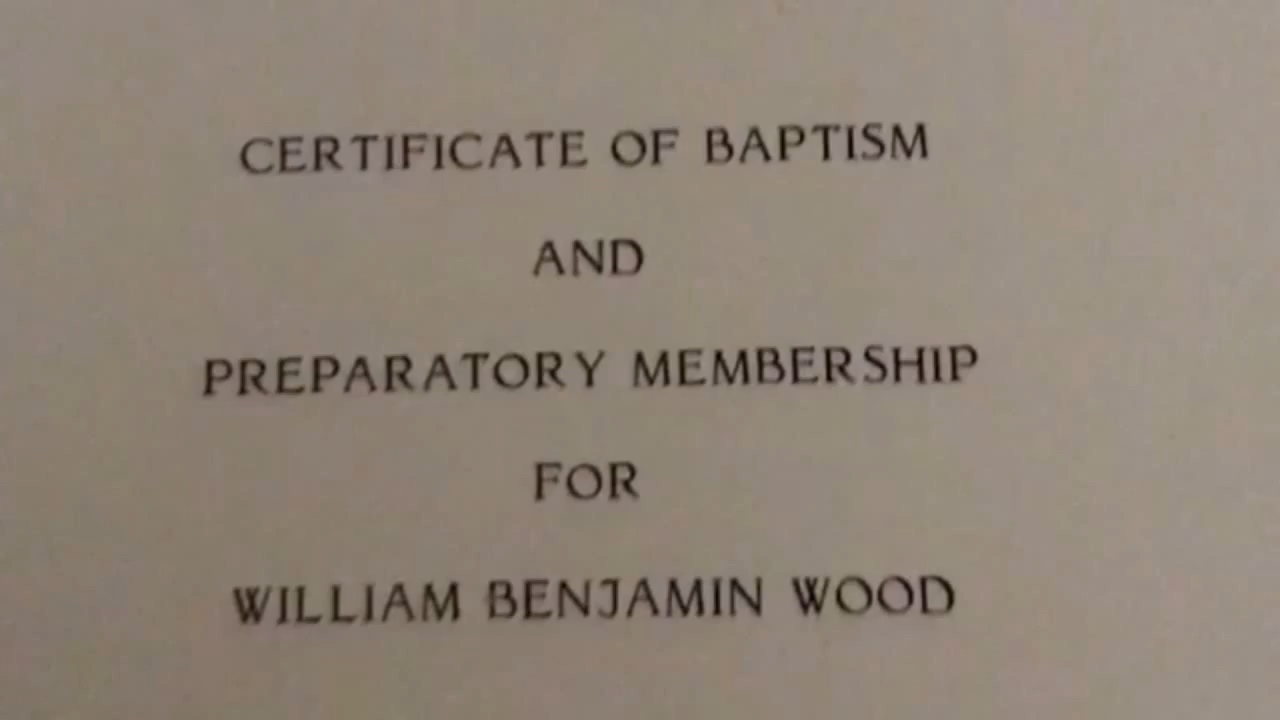 CERTIFICATE OF BAPTISM
AND
PREPARATORY MEMBERSHIP
FOR
WILLIAM BENJAMIN WOOD